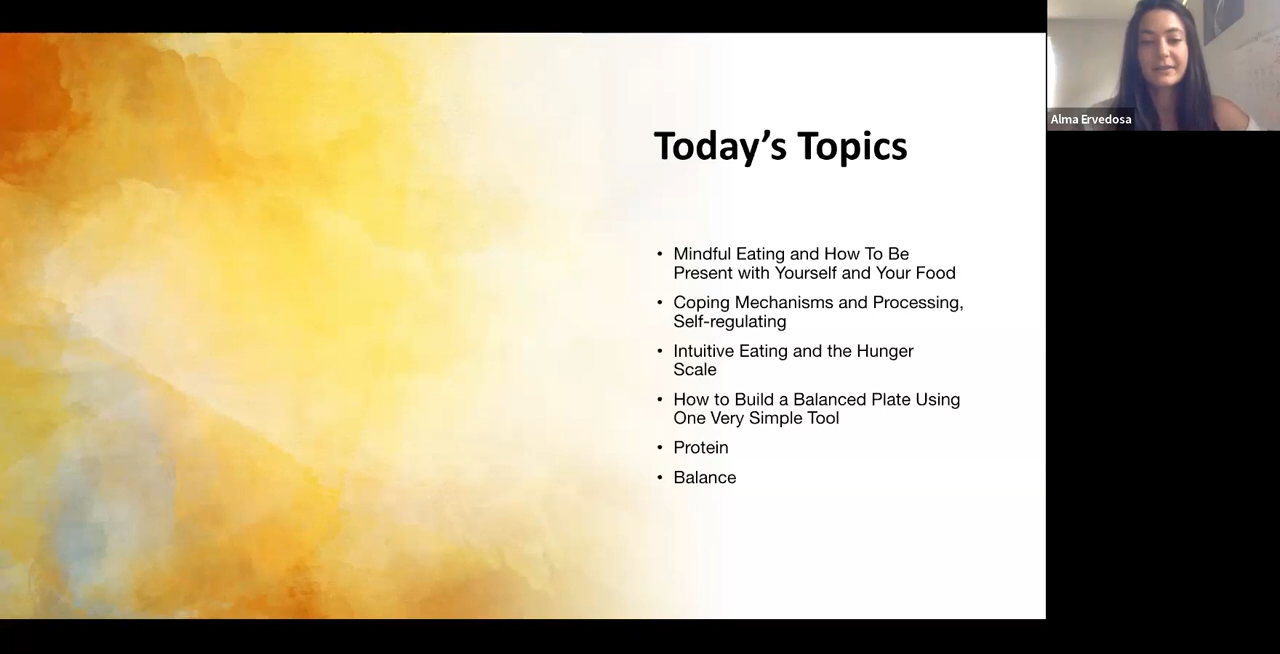 Today’s Topics
• Mindful Eating and How To Be
Present with Yourself and Your Food
• Coping Mechanisms and Processing,
Self-regulating
• Intuitive Eating and the Hunger
Scale
• How to Build a Balanced Plate Using
One Very Simple Tool
• Protein
• Balance
Alma Ervedosa